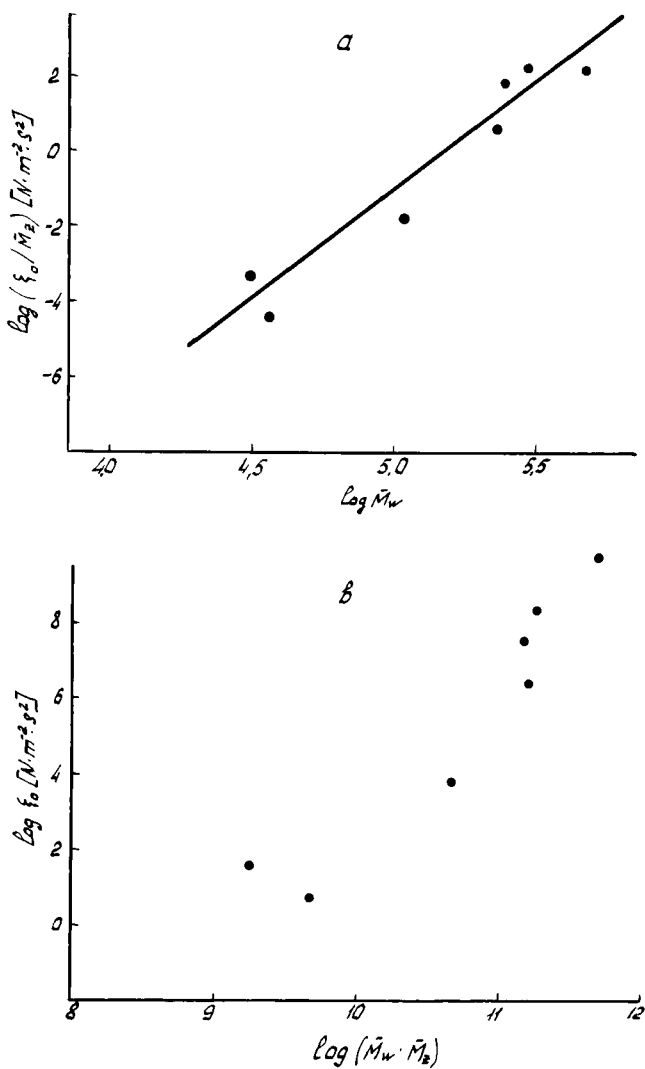 a
log (ξ₀/M̄z) [N·m⁻²·s²]
2
0
-2
-4
-6
4,0 4,5 5,0 5,5
log M̄w
b
log ξ₀ [N·m⁻²·s²]
8
6
4
2
0
8 9 10 11 12
log (M̄w · M̄z)